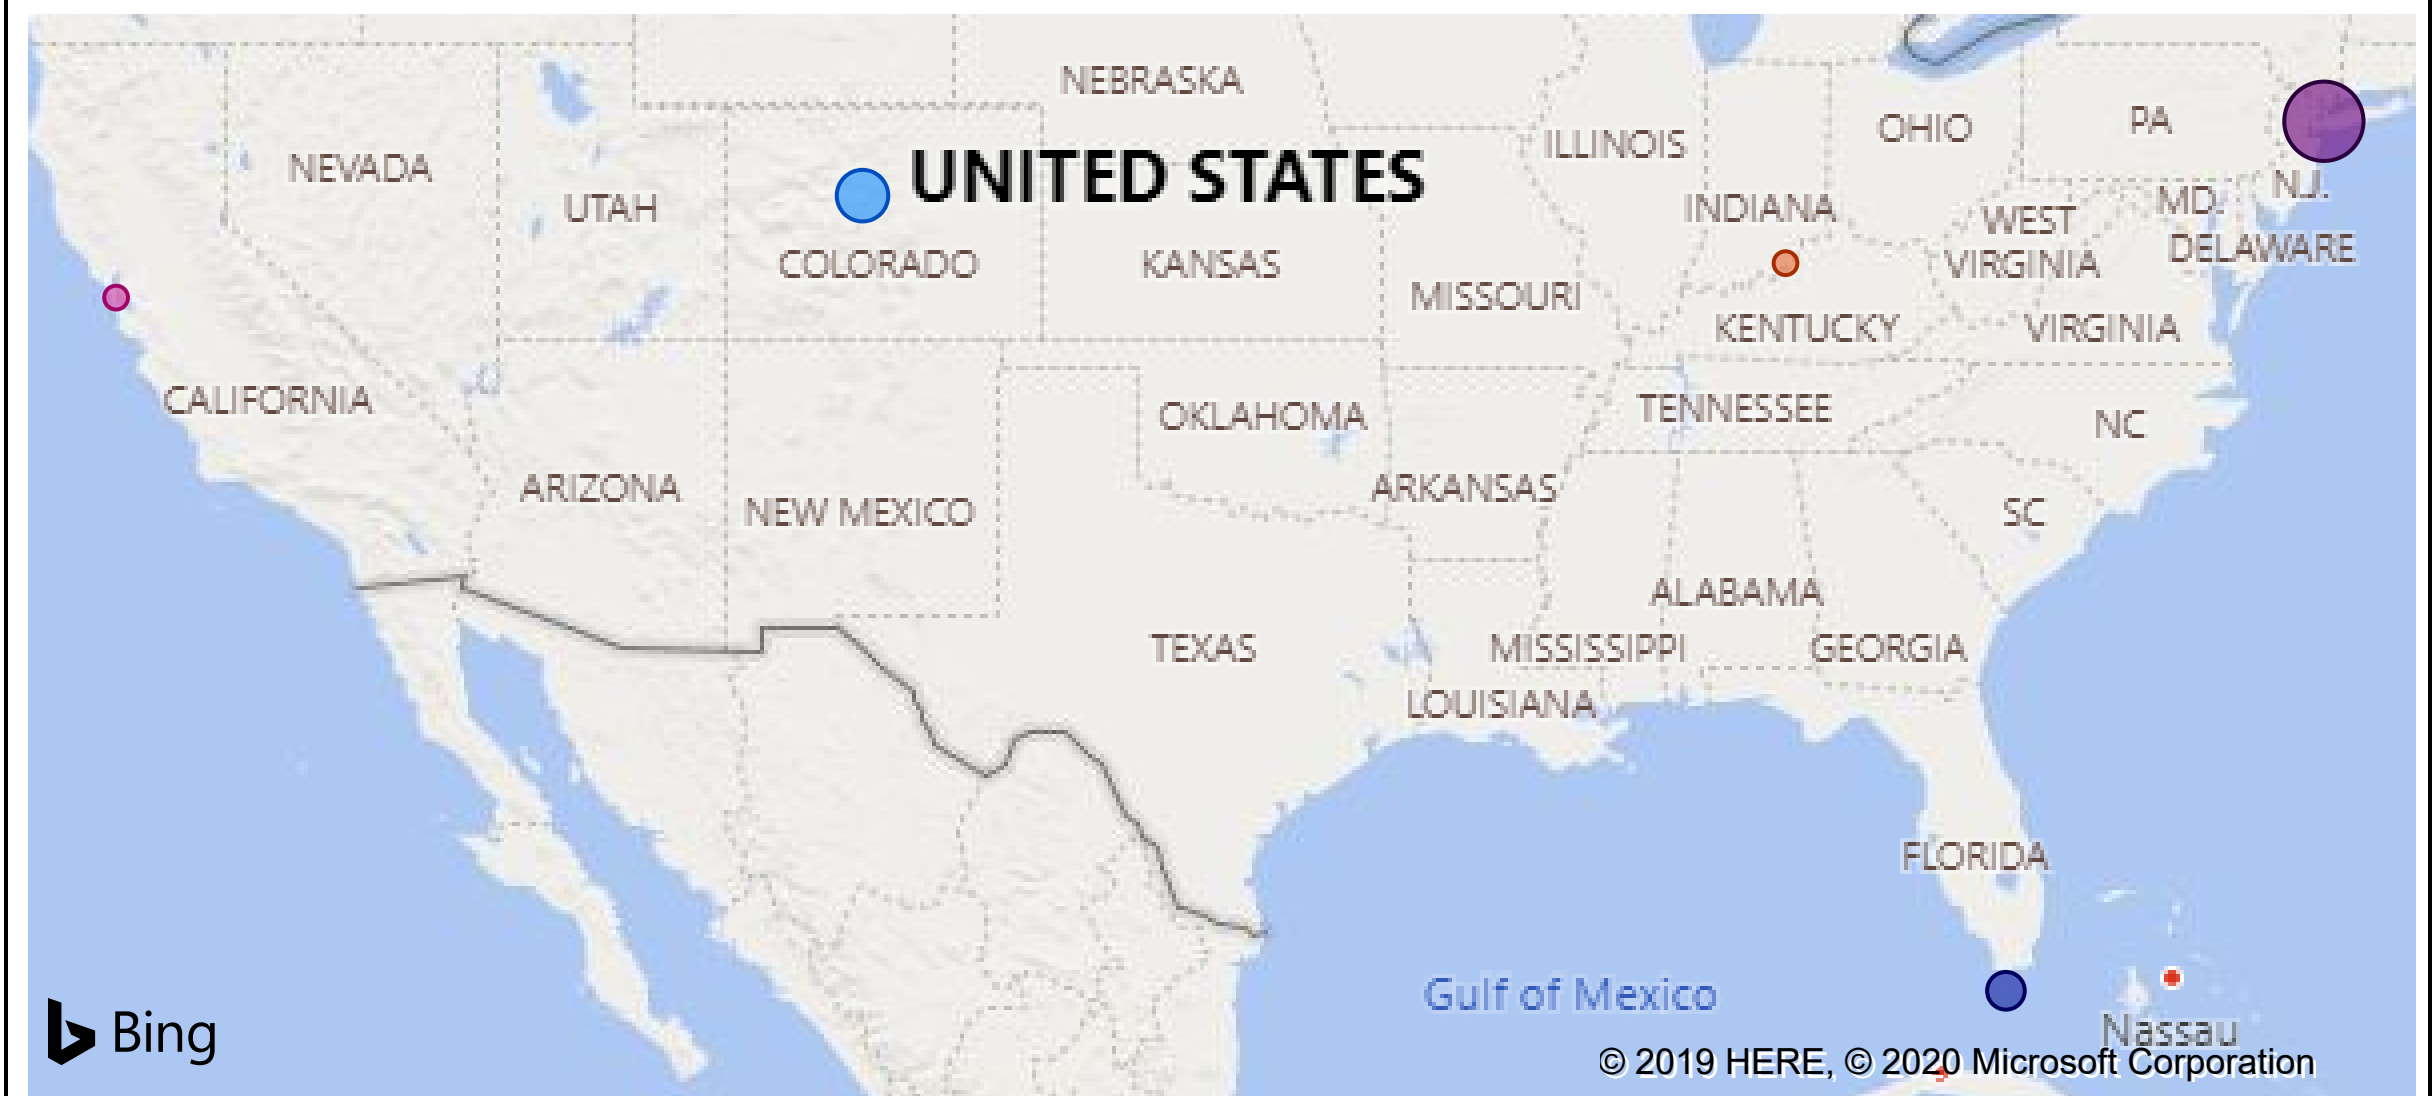 NEBRASKA
OHIO
PA
ILLINOIS
NEVADA
UNITED STATES
UTAH
INDIANA
N.J.
MD.
WEST
VIRGINIA
DELAWARE
COLORADO
KANSAS
MISSOURI
KENTUCKY
VIRGINIA
CALIFORNIA
OKLAHOMA
TENNESSEE
NC
ARIZONA
NEW MEXICO
ARKANSAS
SC
ALABAMA
TEXAS
MISSISSIPPI
GEORGIA
LOUISIANA
FLORIDA
Gulf of Mexico
Nassau
Bing
© 2019 HERE, © 2020 Microsoft Corporation